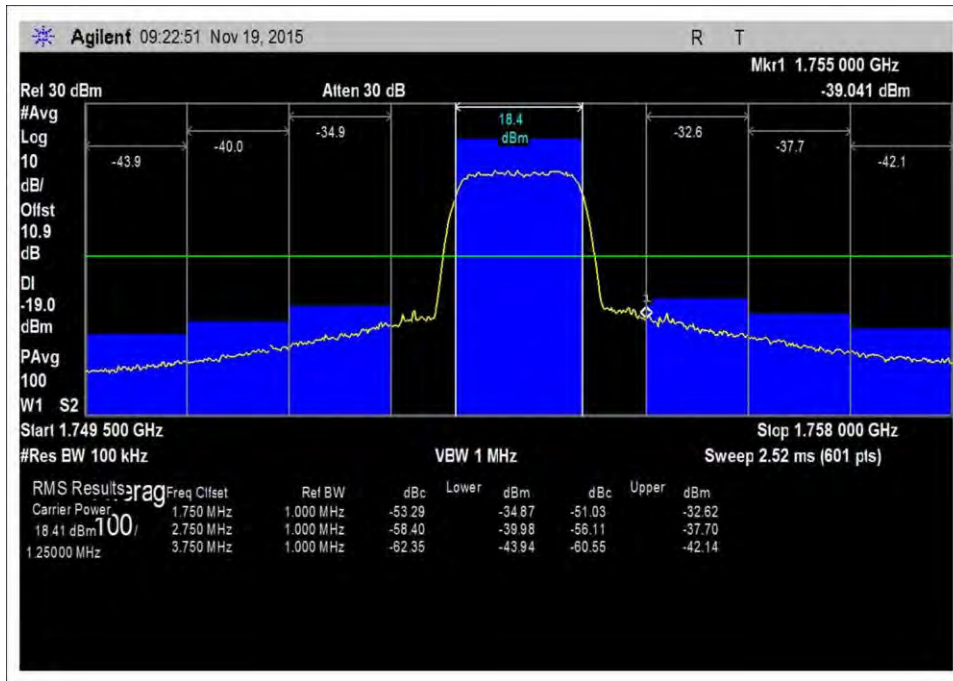 Agilent 09:22:51 Nov 19, 2015 R T
Mkr1 1.755 000 GHz
Ref 30 dBm Atten 30 dB -39.041 dBm
#Avg
Log
10
dB/
Offst
10.9
dB
DI
-19.0
dBm
PAvg
100
W1 S2
-43.9 -40.0 -34.9 18.4 dBm -32.6 -37.7 -42.1
1
Start 1.749 500 GHz Stop 1.758 000 GHz
#Res BW 100 kHz VBW 1 MHz Sweep 2.52 ms (601 pts)
RMS Results Freq Offset Ref BW dBc Lower dBm dBc Upper dBm
Carrier Power 1.750 MHz 1.000 MHz -53.29 -34.87 -51.03 -32.62
18.41 dBm 100/ 2.750 MHz 1.000 MHz -58.40 -39.98 -56.11 -37.70
1.25000 MHz 3.750 MHz 1.000 MHz -62.35 -43.94 -60.55 -42.14